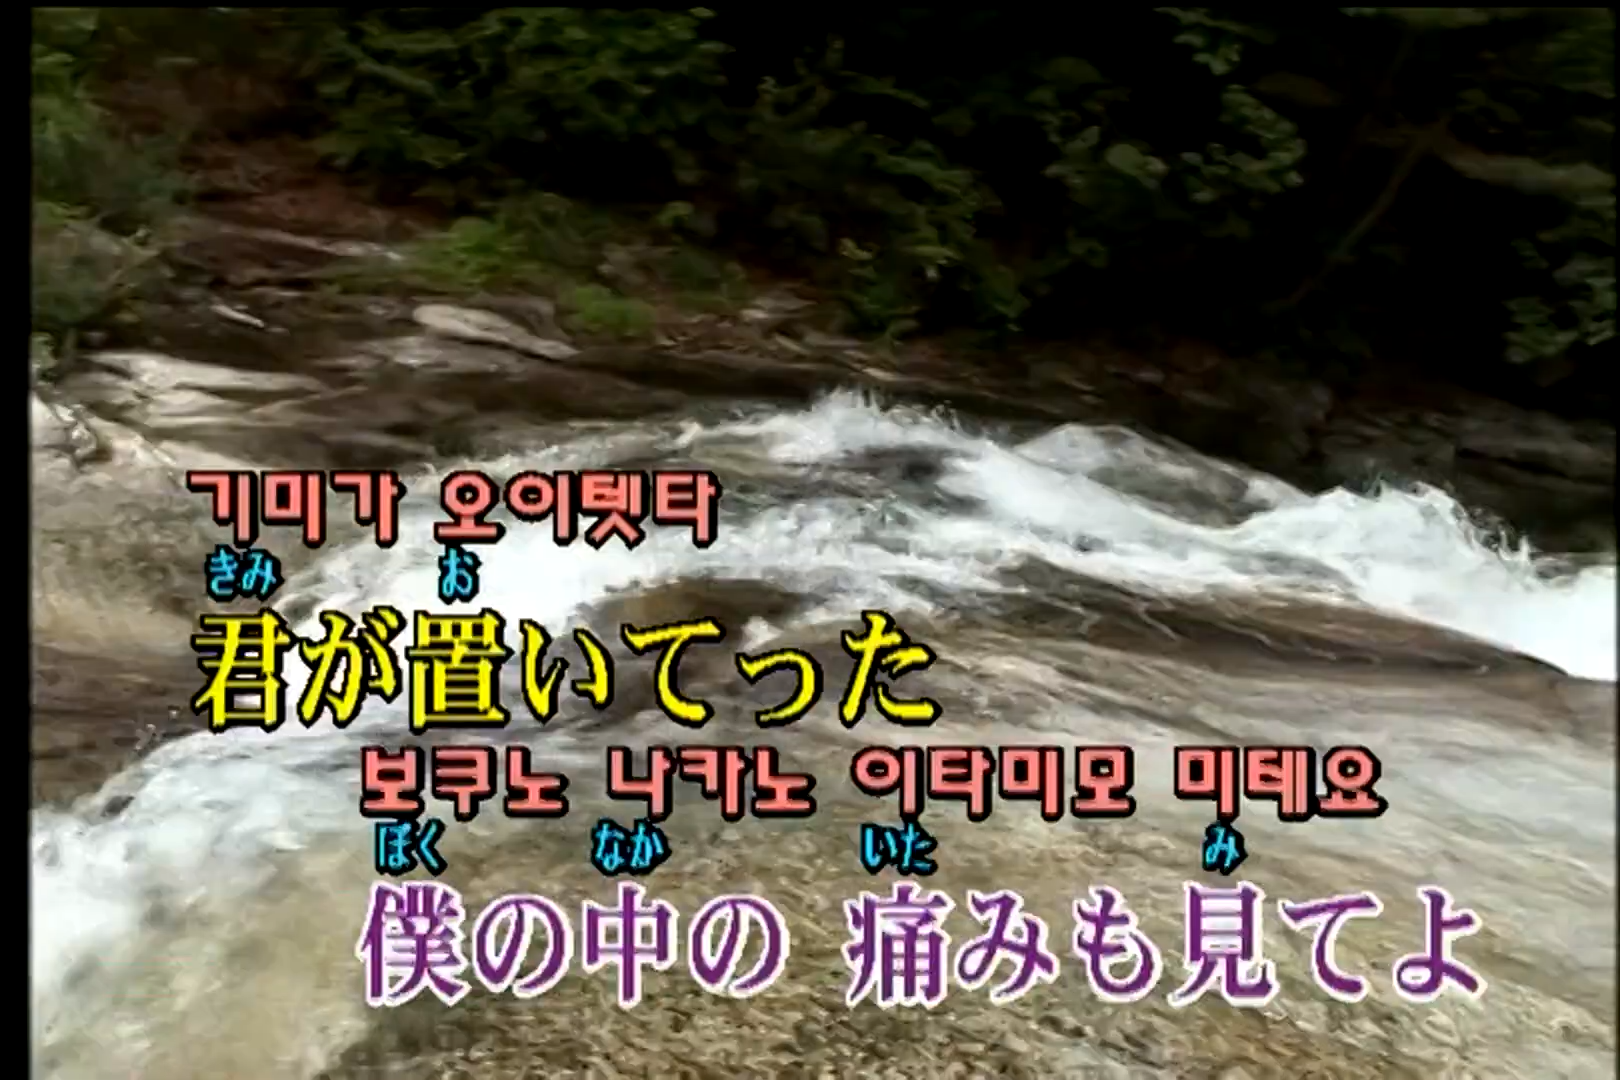 기미가 오이텟타
きみ お
君が置いてった
보쿠노 나카노 이타미모 미테요
ぼく なか いた み
僕の中の 痛みも見てよ